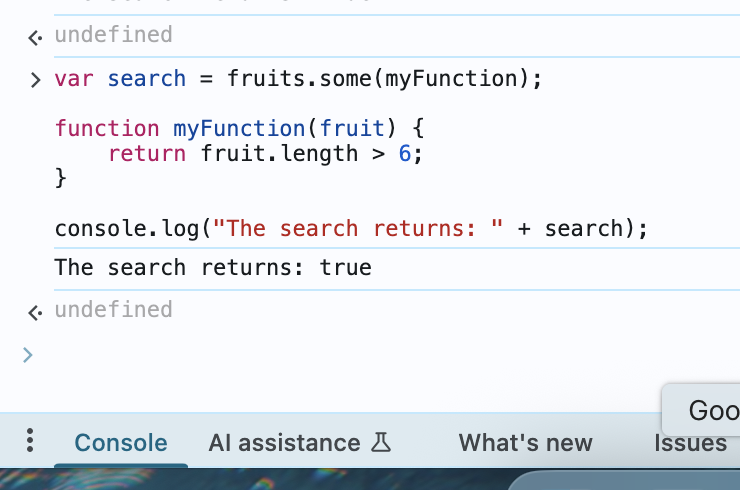 undefined
var search = fruits.some(myFunction);
function myFunction(fruit) {
    return fruit.length > 6;
}
console.log("The search returns: " + search);
The search returns: true
undefined
Goo
Console AI assistance What's new Issues